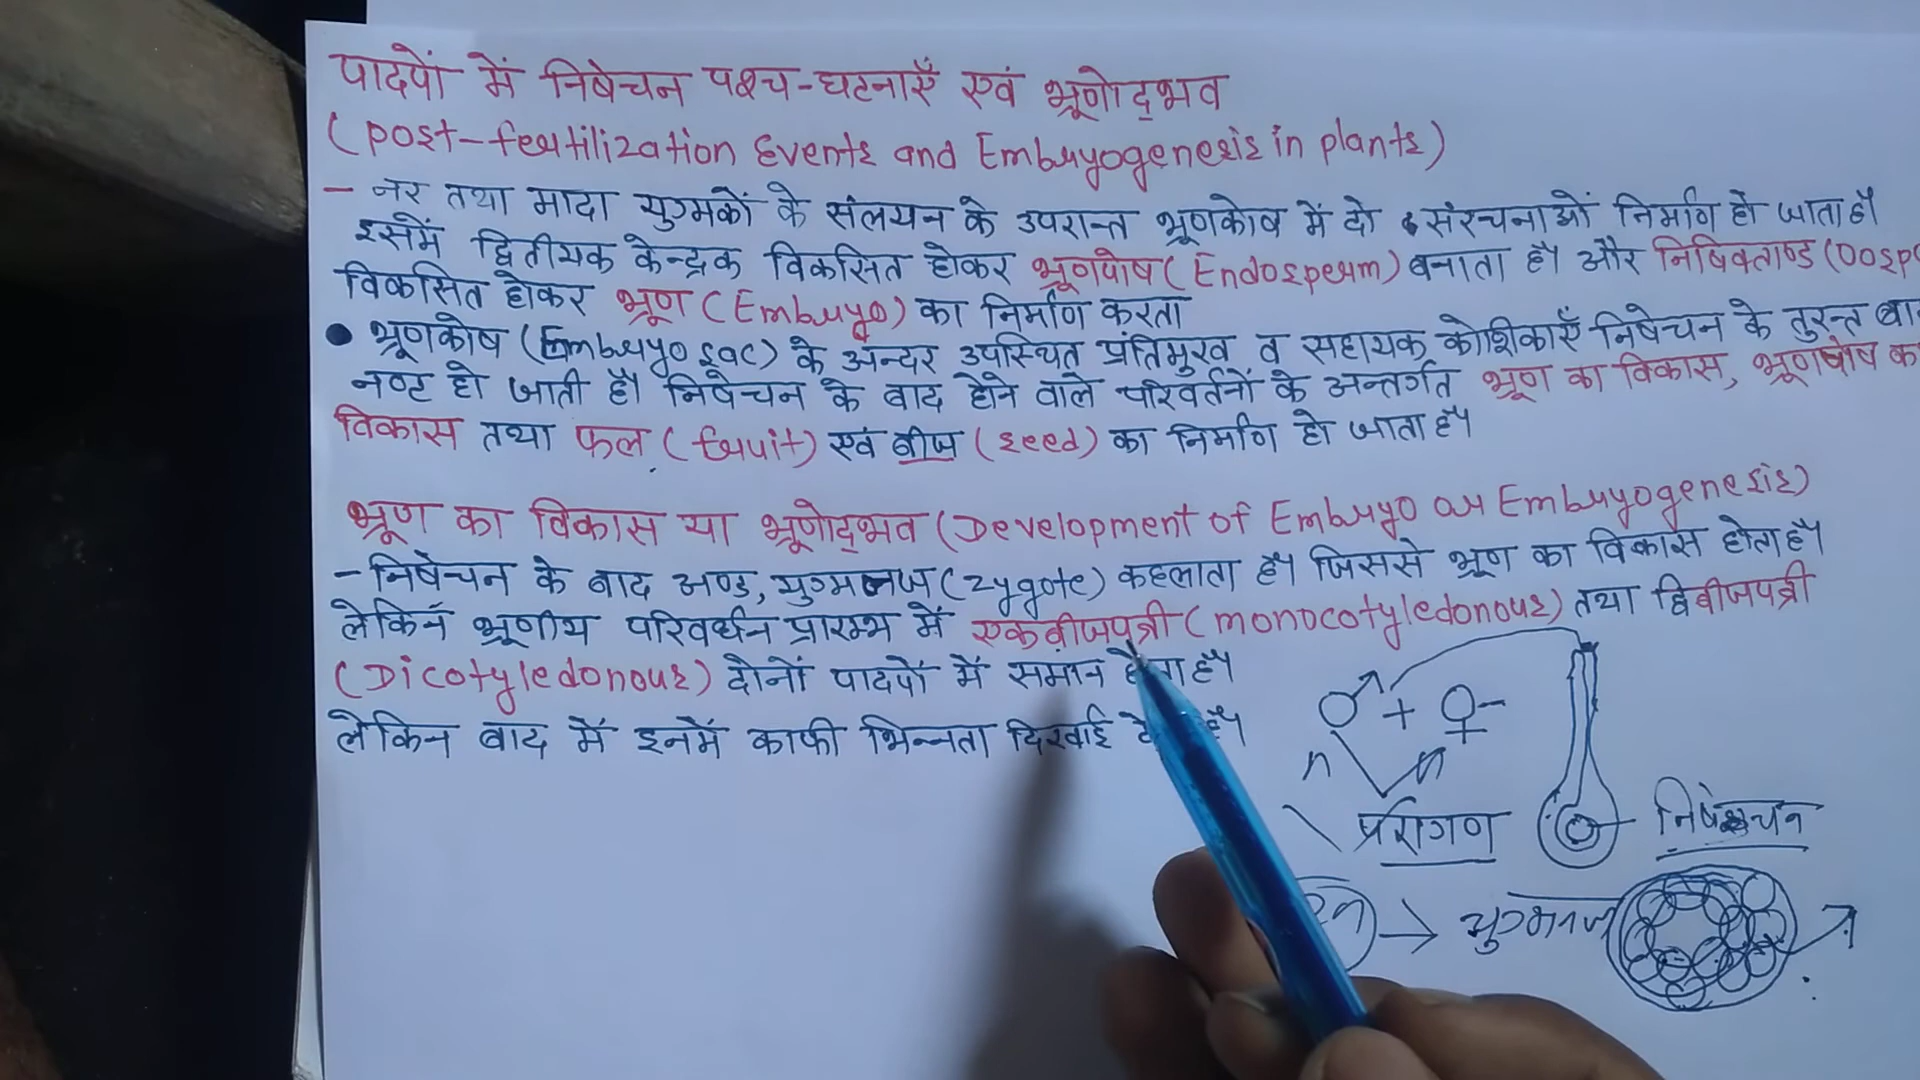 पादपों में निषेचन पश्च-घटनाएँ एवं भ्रूणोद्भव
(Post-fertilization Events and Embryogenesis in plants)
- नर तथा मादा युग्मकों के संलयन के उपरान्त भ्रूणकोष में दो संरचनाओं निर्माण हो जाता है।
इसमें द्वितीयक केन्द्रक विकसित होकर भ्रूणपोष (Endosperm) बनाता है। और निषिक्ताण्ड (Oosp
विकसित होकर भ्रूण (Embryo) का निर्माण करता
● भ्रूणकोष (Embryo sac) के अन्दर उपस्थित प्रंतिमुख व सहायक कोशिकाएँ निषेचन के तुरन्त बा
नष्ट हो जाती है। निषेचन के बाद होने वाले परिवर्तनों के अन्तर्गत भ्रूण का विकास, भ्रूणपोष का
विकास तथा फल (fruit) एवं बीज (seed) का निर्माण हो जाता है।
भ्रूण का विकास या भ्रूणोद्भव (Development of Embryo or Embryogenesis)
- निषेचन के बाद अण्ड, युग्मनज (Zygote) कहलाता है। जिससे भ्रूण का विकास होता है।
लेकिन भ्रूणीय परिवर्धन प्रारम्भ में एकबीजपत्री (monocotyledonous) तथा द्विबीजपत्री
(Dicotyledonous) दोनों पादपों में समान होता है।
लेकिन बाद में इनमें काफी भिन्नता दिखाई है।
♂ + ♀
n n
परागण
निषेचन
2n → युग्मनज